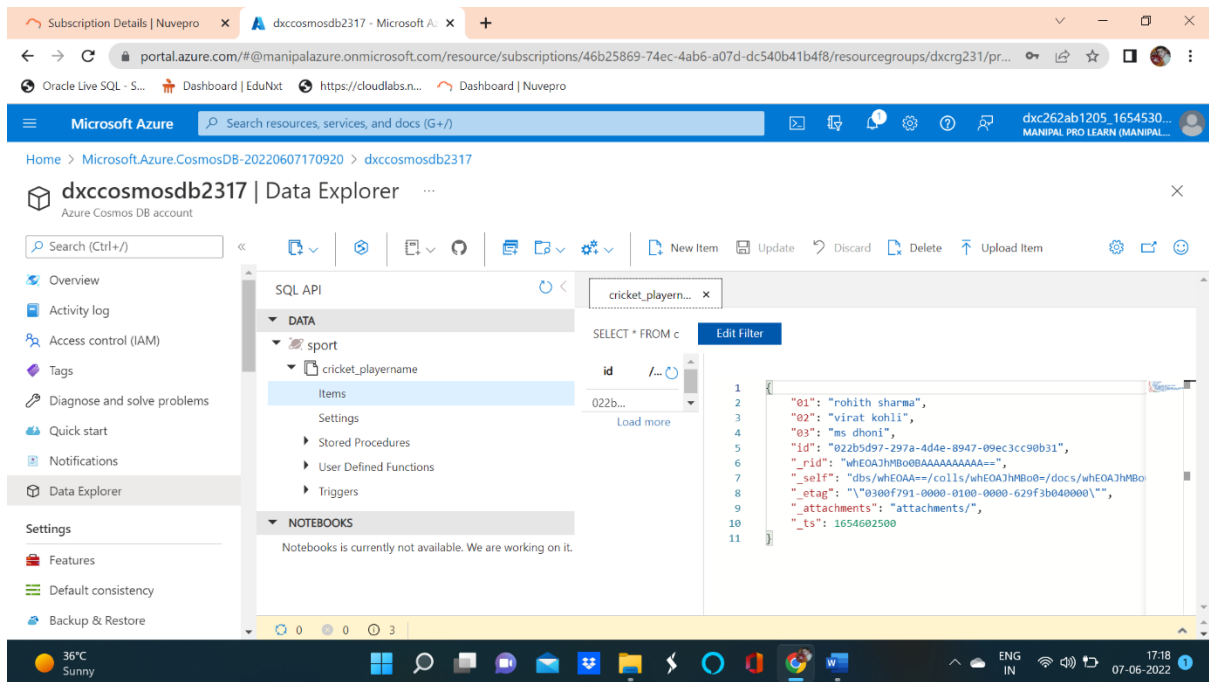 Subscription Details | Nuvepro
dxccosmosdb2317 - Microsoft A
portal.azure.com/#@manipalazure.onmicrosoft.com/resource/subscriptions/46b25869-74ec-4ab6-a07d-dc540b41b4f8/resourcegroups/dxcrg231/pr...
Oracle Live SQL - S... Dashboard | EduNxt https://cloudlabs.n... Dashboard | Nuvepro
Microsoft Azure Search resources, services, and docs (G+/) 1 dxc262ab1205_1654530...
MANIPAL PRO LEARN (MANIPAL...
Home > Microsoft.Azure.CosmosDB-20220607170920 > dxccosmosdb2317
dxccosmosdb2317 | Data Explorer ...
Azure Cosmos DB account
Search (Ctrl+/) « New Item Update Discard Delete Upload Item
Overview
Activity log
Access control (IAM)
Tags
Diagnose and solve problems
Quick start
Notifications
Data Explorer
Settings
Features
Default consistency
Backup & Restore
SQL API
DATA
sport
cricket_playername
Items
Settings
Stored Procedures
User Defined Functions
Triggers
NOTEBOOKS
Notebooks is currently not available. We are working on it.
cricket_playern...
SELECT * FROM c Edit Filter
id /...
022b...
Load more
1 {
2 "01": "rohith sharma",
3 "02": "virat kohli",
4 "03": "ms dhoni",
5 "id": "022b5d97-297a-4d4e-8947-09ec3cc90b31",
6 "_rid": "whEOAJhMBo0BAAAAAAAAAA==",
7 "_self": "dbs/whEOAA==/colls/whEOAJhMBo0=/docs/whEOAJhMBo
8 "_etag": "\"0300f791-0000-0100-0000-629f3b040000\"",
9 "_attachments": "attachments/",
10 "_ts": 1654602500
11 }
0 0 3
36°C
Sunny
ENG
IN
17:18
07-06-2022
1